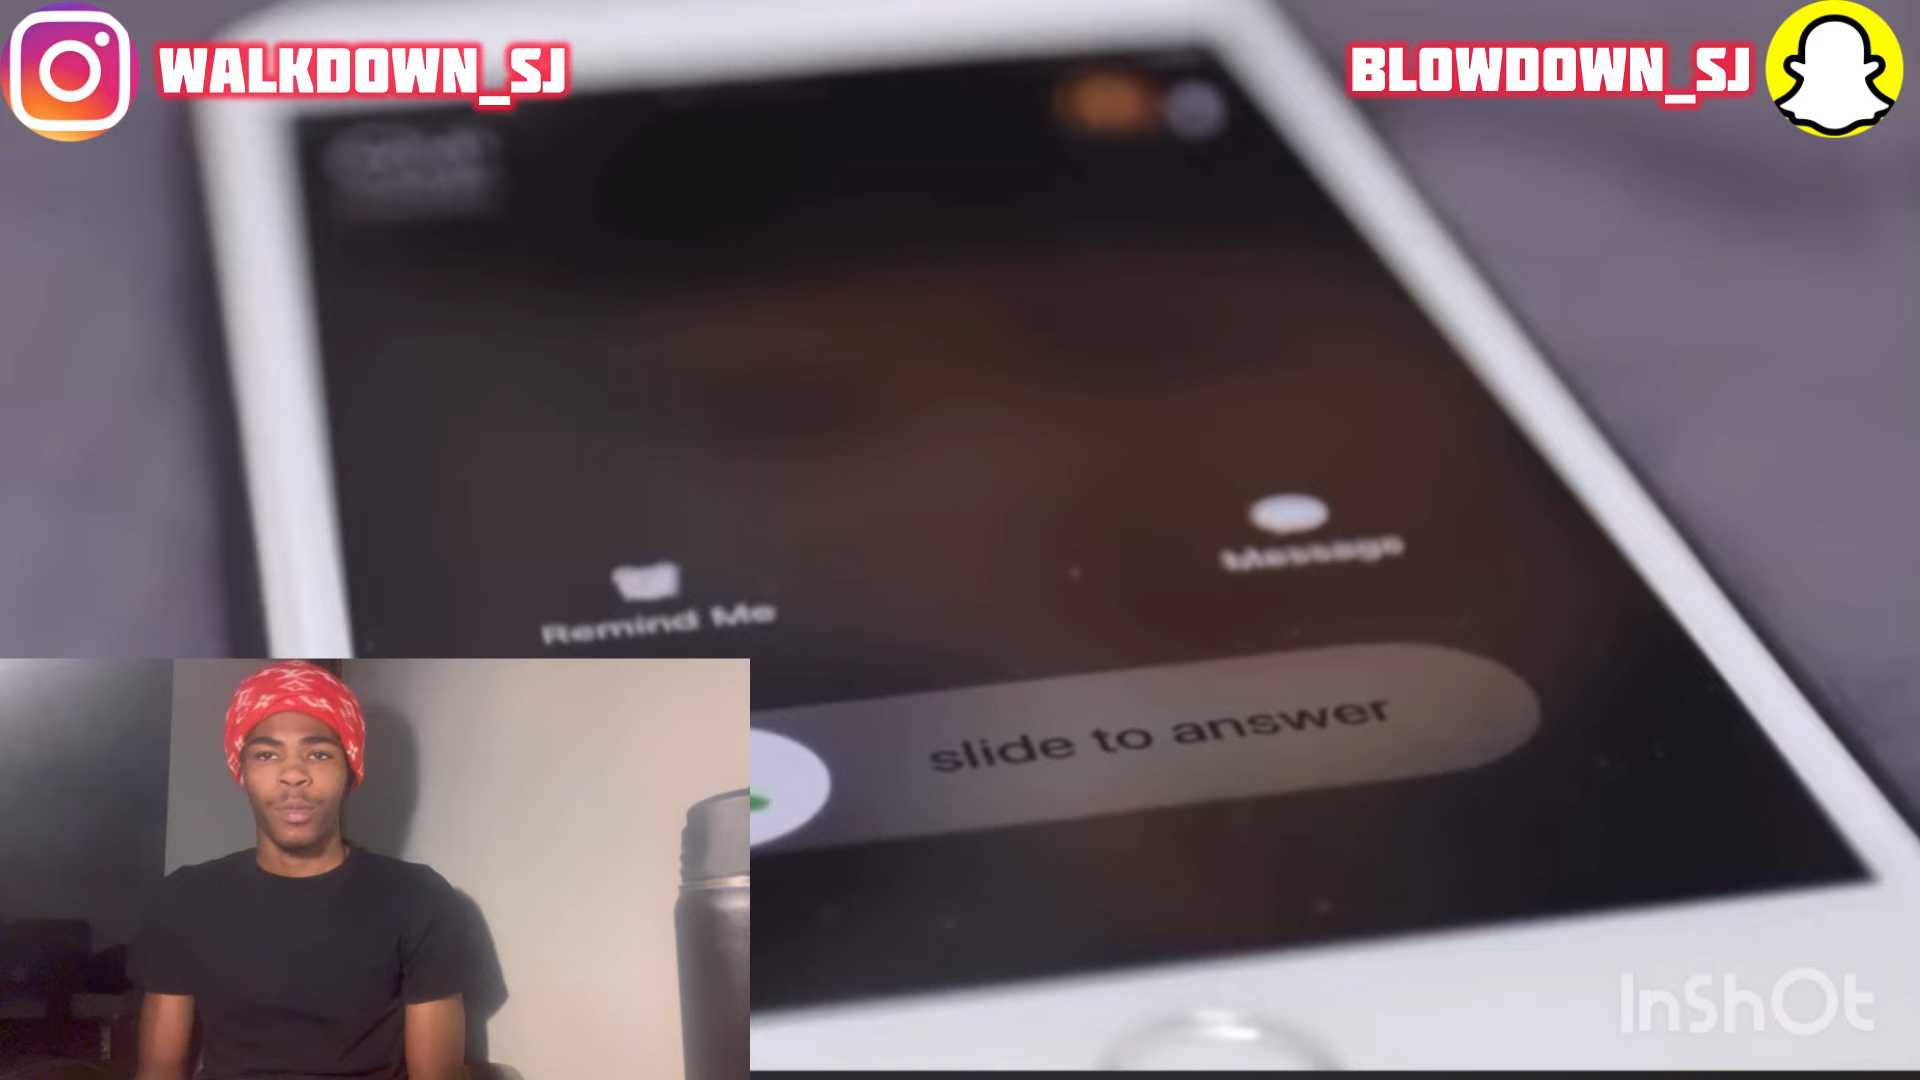 WALKDOWN_SJ
BLOWDOWN_SJ
Message
Remind Me
slide to answer
InShOt